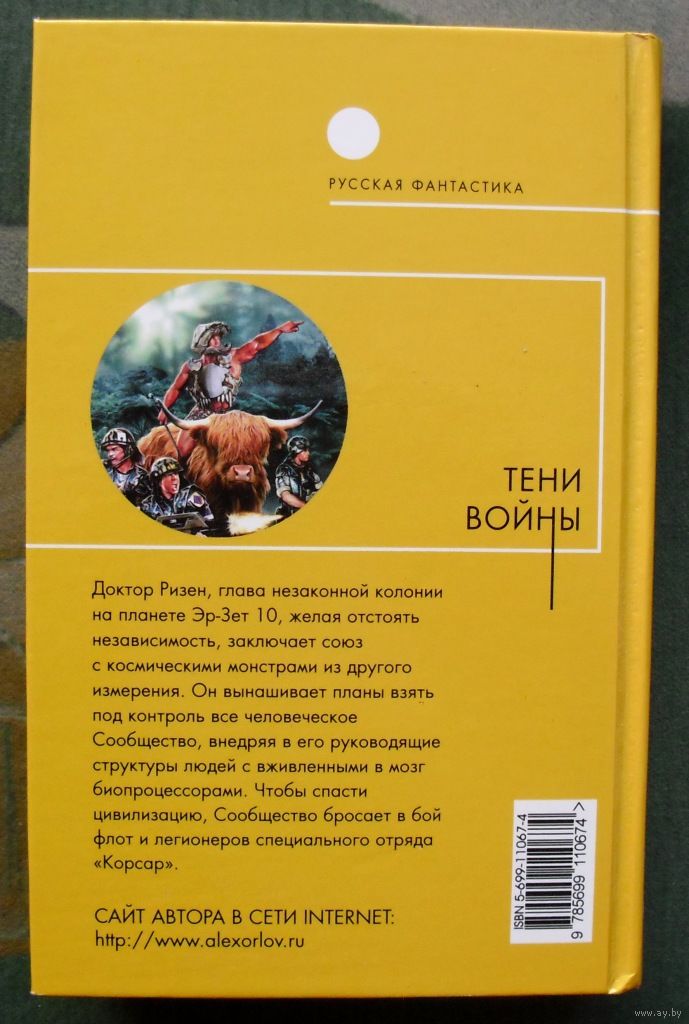 РУССКАЯ ФАНТАСТИКА
ТЕНИ
ВОЙНЫ
Доктор Ризен, глава незаконной колонии
на планете Эр-Зет 10, желая отстоять
независимость, заключает союз
с космическими монстрами из другого
измерения. Он вынашивает планы взять
под контроль все человеческое
Сообщество, внедряя в его руководящие
структуры людей с вживленными в мозг
биопроцессорами. Чтобы спасти
цивилизацию, Сообщество бросает в бой
флот и легионеров специального отряда
«Корсар».
САЙТ АВТОРА В СЕТИ INTERNET:
http://www.alexorlov.ru
ISBN 5-699-11067-4
9 785699 110674 >
www.ay.by